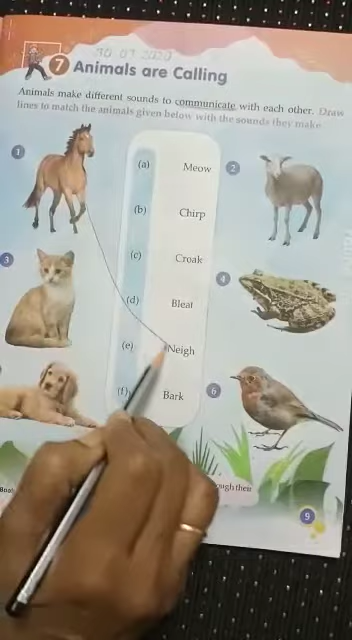 30 07 2020
7 Animals are Calling
Animals make different sounds to communicate with each other. Draw
lines to match the animals given below with the sounds they make.
1
(a) Meow
2
(b) Chirp
3
(c) Croak
4
(d) Bleat
(e) Neigh
(f) Bark
6
ough then
9